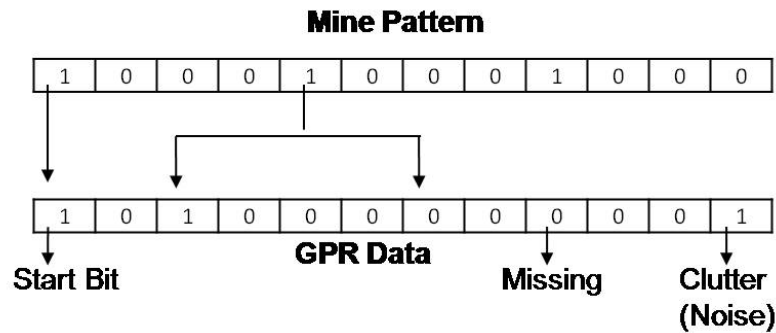 Mine Pattern
1 0 0 0 1 0 0 0 1 0 0 0
1 0 1 0 0 0 0 0 0 0 0 1
GPR Data
Start Bit Missing Clutter
(Noise)